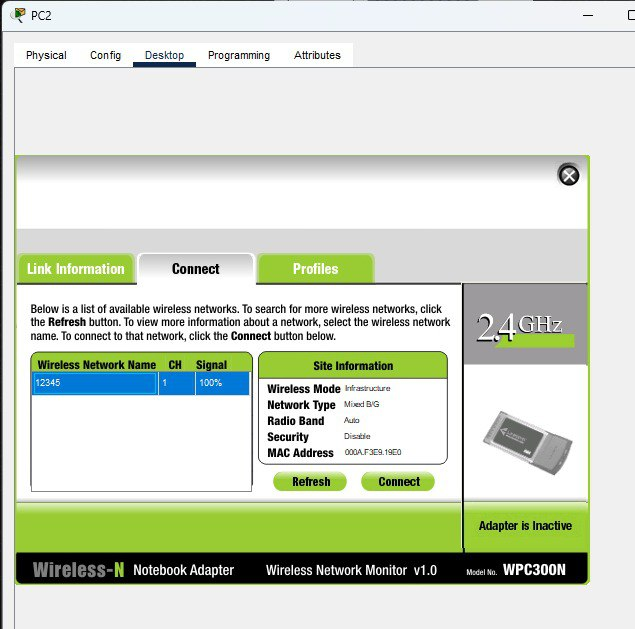 PC2
Physical Config Desktop Programming Attributes
Link Information Connect Profiles
Below is a list of available wireless networks. To search for more wireless networks, click
the Refresh button. To view more information about a network, select the wireless network
name. To connect to that network, click the Connect button below.
2.4GHz
Wireless Network Name CH Signal
12345 1 100%
Site Information
Wireless Mode Infrastructure
Network Type Mixed B/G
Radio Band Auto
Security Disable
MAC Address 000A.F3E9.19E0
Refresh Connect
Adapter is Inactive
Wireless-N Notebook Adapter Wireless Network Monitor v1.0 Model No. WPC300N